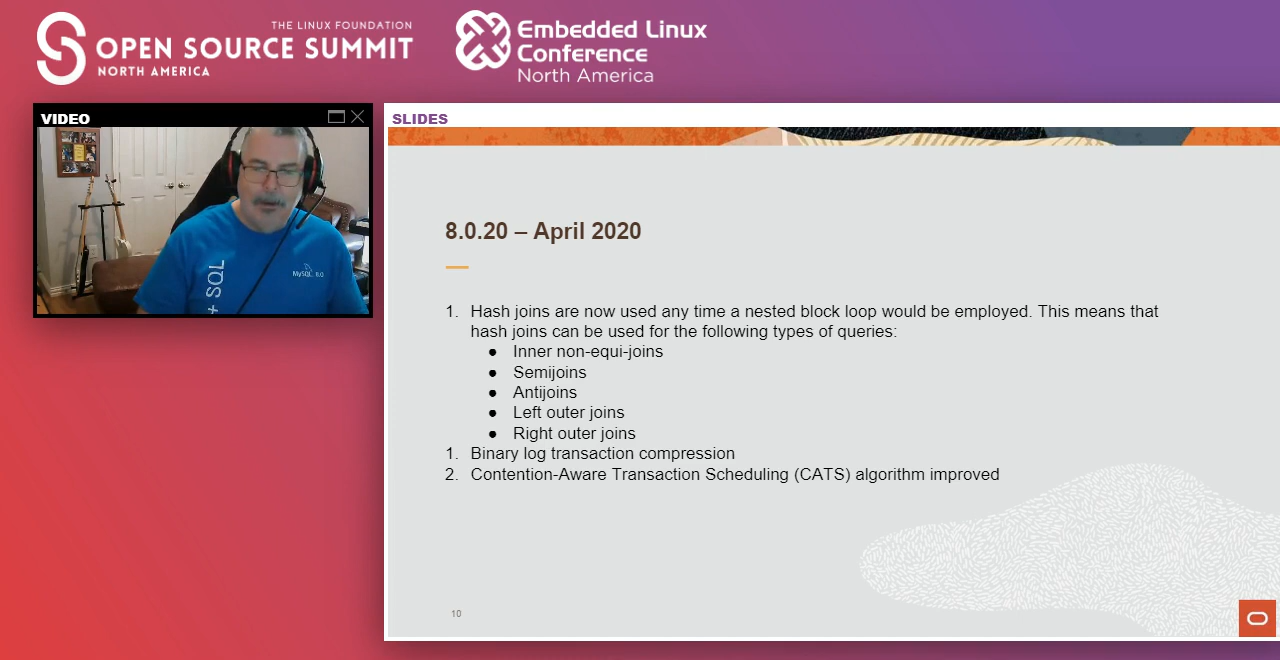 THE LINUX FOUNDATION
OPEN SOURCE SUMMIT
NORTH AMERICA
Embedded Linux
Conference
North America
VIDEO
SLIDES
+ SQL
MySQL 8.0
8.0.20 – April 2020
1. Hash joins are now used any time a nested block loop would be employed. This means that
hash joins can be used for the following types of queries:
● Inner non-equi-joins
● Semijoins
● Antijoins
● Left outer joins
● Right outer joins
1. Binary log transaction compression
2. Contention-Aware Transaction Scheduling (CATS) algorithm improved
10